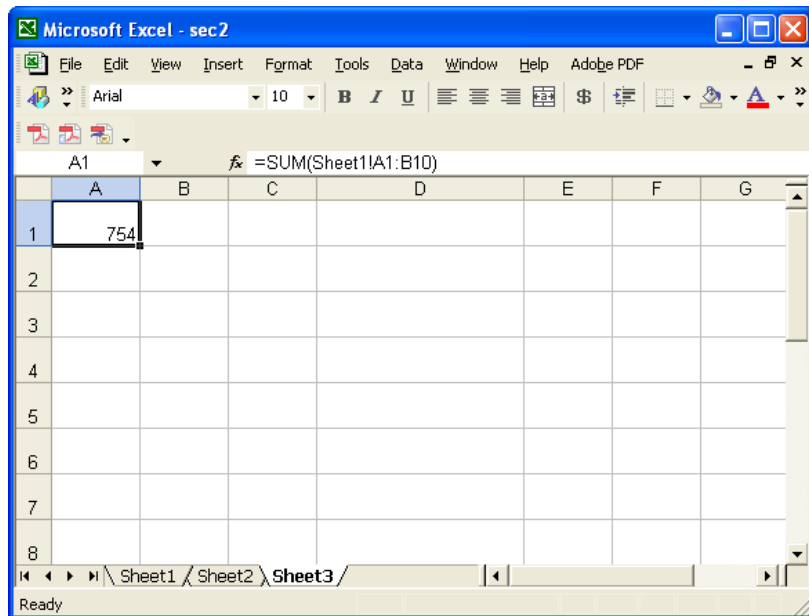 Microsoft Excel - sec2
File Edit View Insert Format Tools Data Window Help Adobe PDF
Arial 10 B I U $ A
A1 fx =SUM(Sheet1!A1:B10)
A B C D E F G
1 754
2
3
4
5
6
7
8
Sheet1 Sheet2 Sheet3
Ready